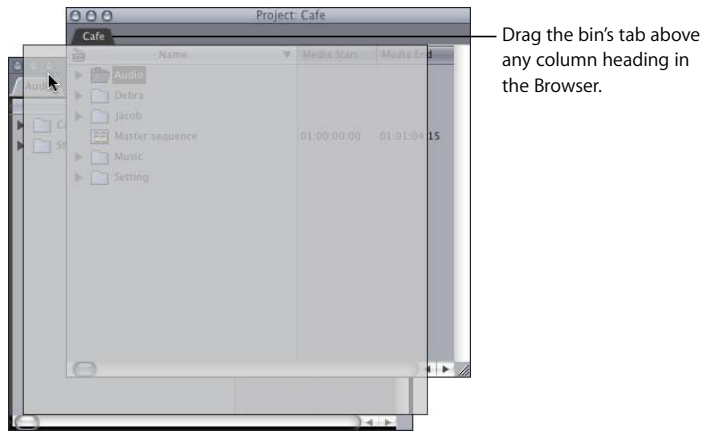 Project: Cafe
Cafe
Name Media Start Media End
Audio
Debra
Jacob
Master sequence 01:00:00:00 01:01:04:15
Music
Setting
Drag the bin's tab above
any column heading in
the Browser.